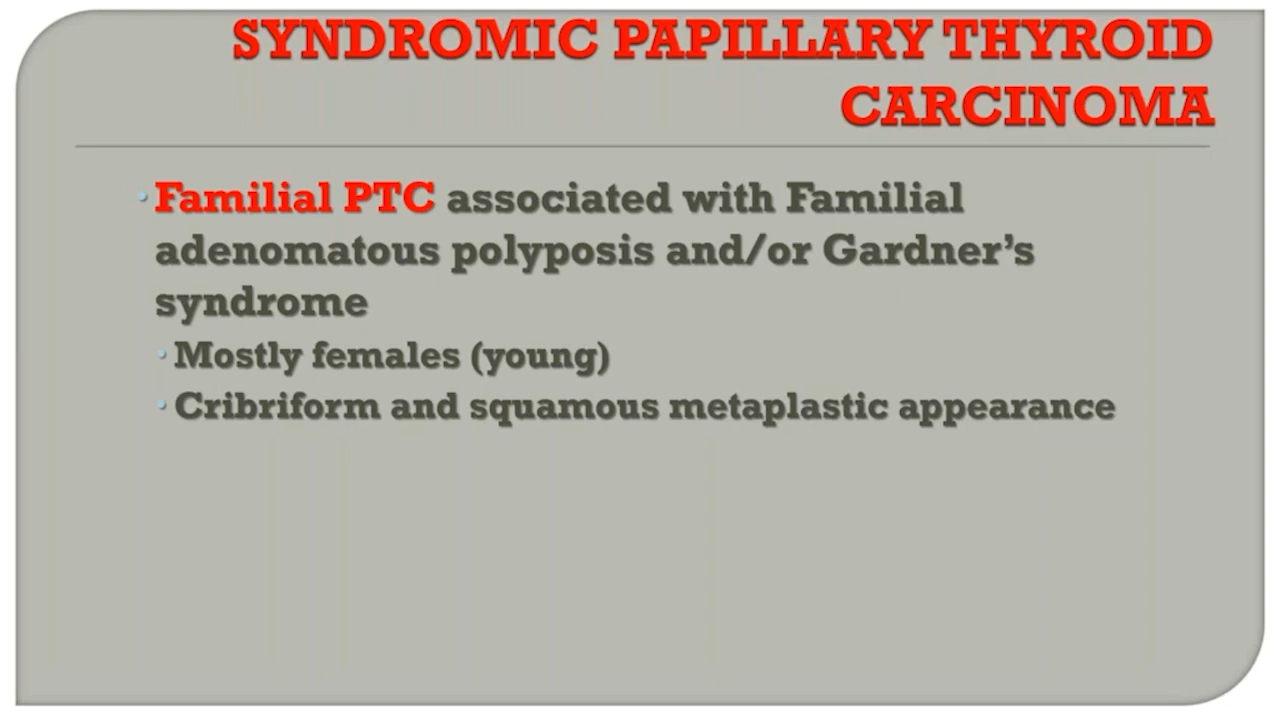 SYNDROMIC PAPILLARY THYROID
CARCINOMA
Familial PTC associated with Familial
adenomatous polyposis and/or Gardner’s
syndrome
Mostly females (young)
Cribriform and squamous metaplastic appearance